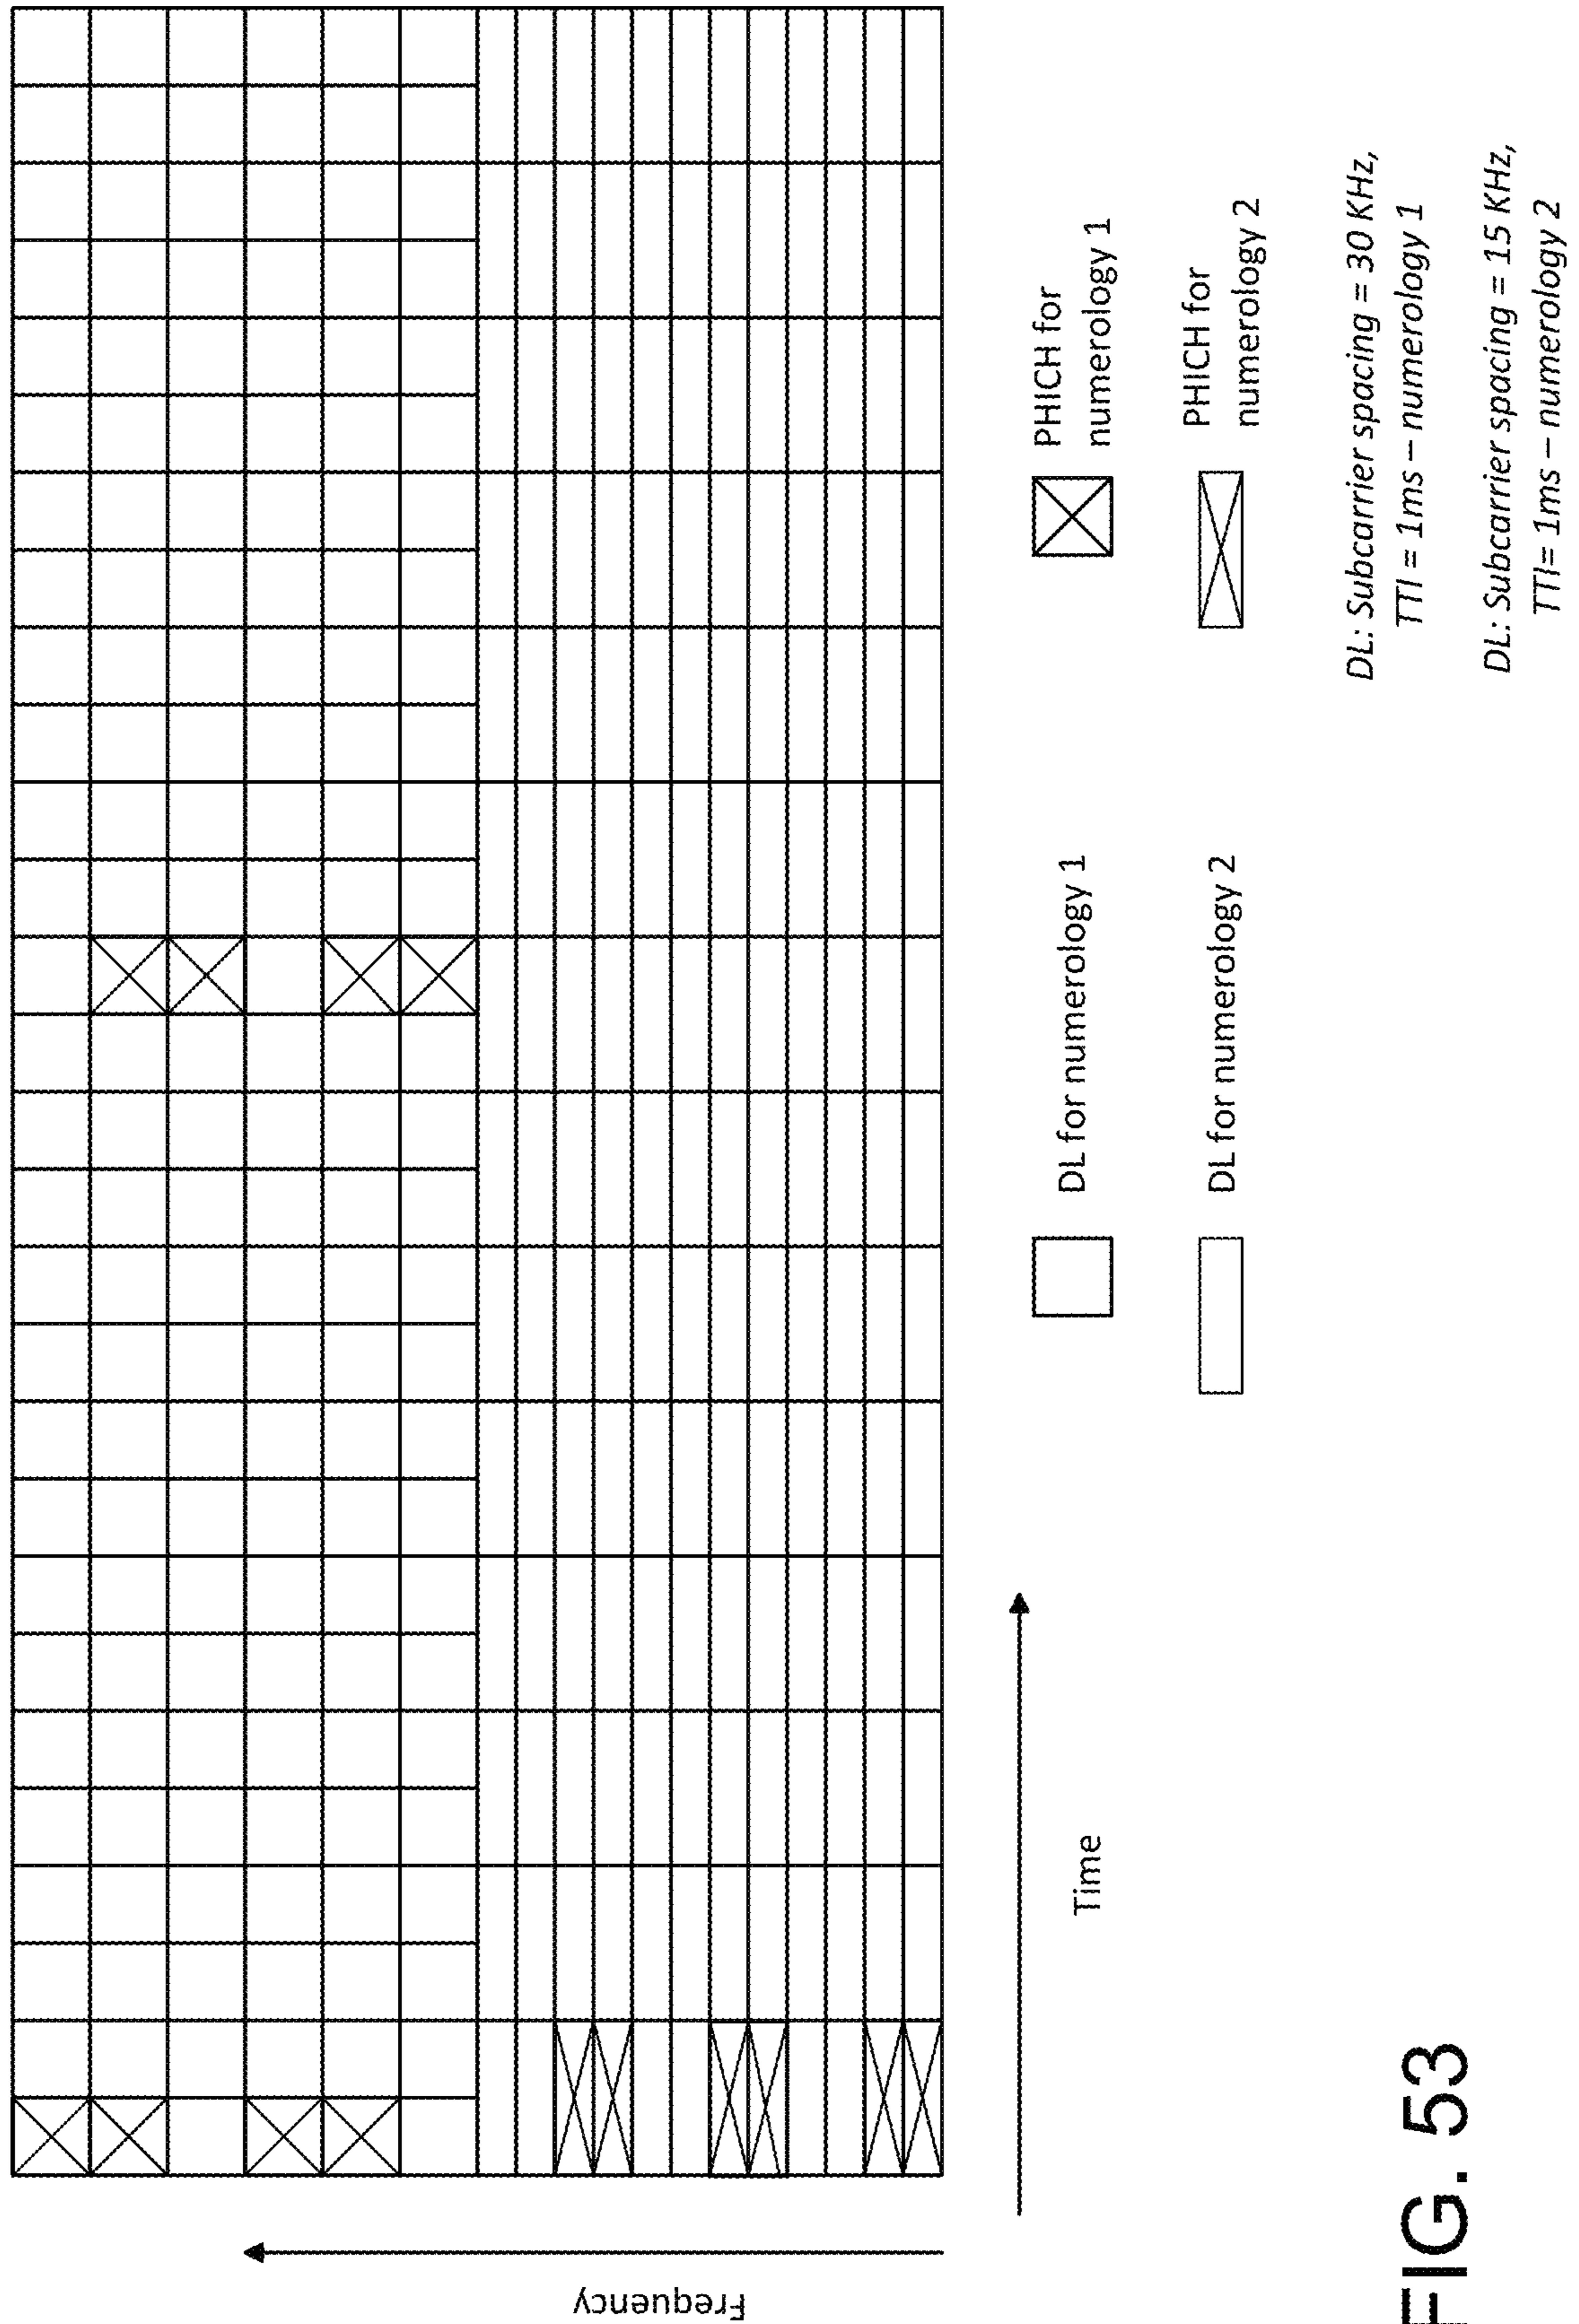 Frequency
Time
DL for numerology 1
DL for numerology 2
PHICH for
numerology 1
PHICH for
numerology 2
DL: Subcarrier spacing = 30 KHz,
TTI = 1ms – numerology 1
DL: Subcarrier spacing = 15 KHz,
TTI= 1ms – numerology 2
FIG. 53